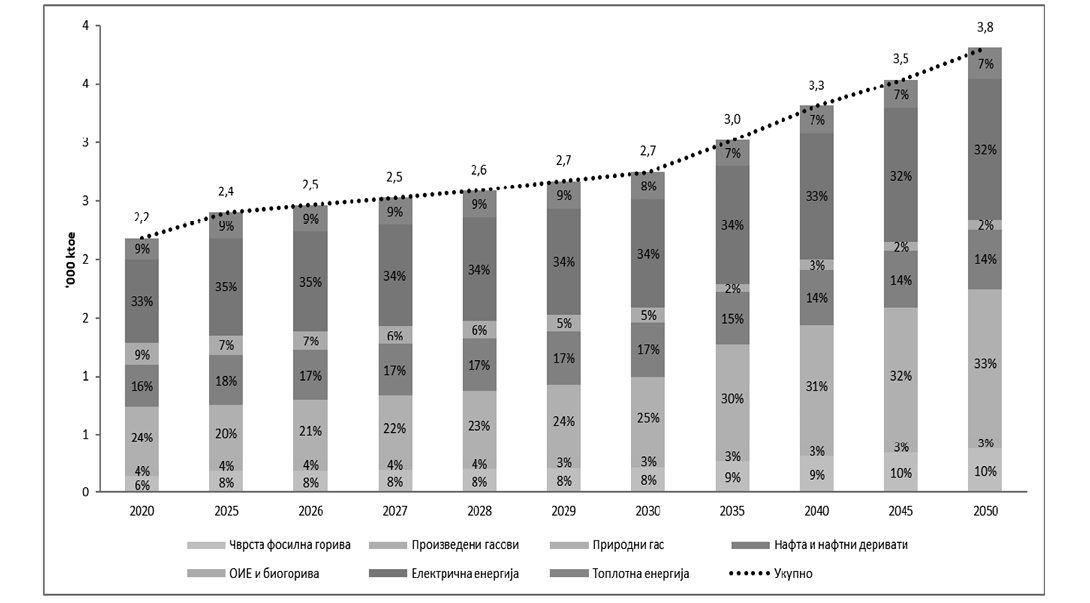 4
4
3
3
2
2
1
1
0
'000 ktoe
2,2 2,4 2,5 2,5 2,6 2,7 2,7 3,0 3,3 3,5 3,8
9% 9% 9% 9% 9% 9% 8% 7% 7% 7% 7%
33% 35% 35% 34% 34% 34% 34% 34% 33% 32% 32%
9% 7% 7% 6% 6% 5% 5% 2% 3% 2% 2%
16% 18% 17% 17% 17% 17% 17% 15% 14% 14% 14%
24% 20% 21% 22% 23% 24% 25% 30% 31% 32% 33%
4% 4% 4% 4% 4% 3% 3% 3% 3% 3% 3%
6% 8% 8% 8% 8% 8% 8% 9% 9% 10% 10%
2020 2025 2026 2027 2028 2029 2030 2035 2040 2045 2050
Чврста фосилна горива Произведени гассви Природни гас Нафта и нафтни деривати
ОИЕ и биогорива Електрична енергија Топлотна енергија Укупно